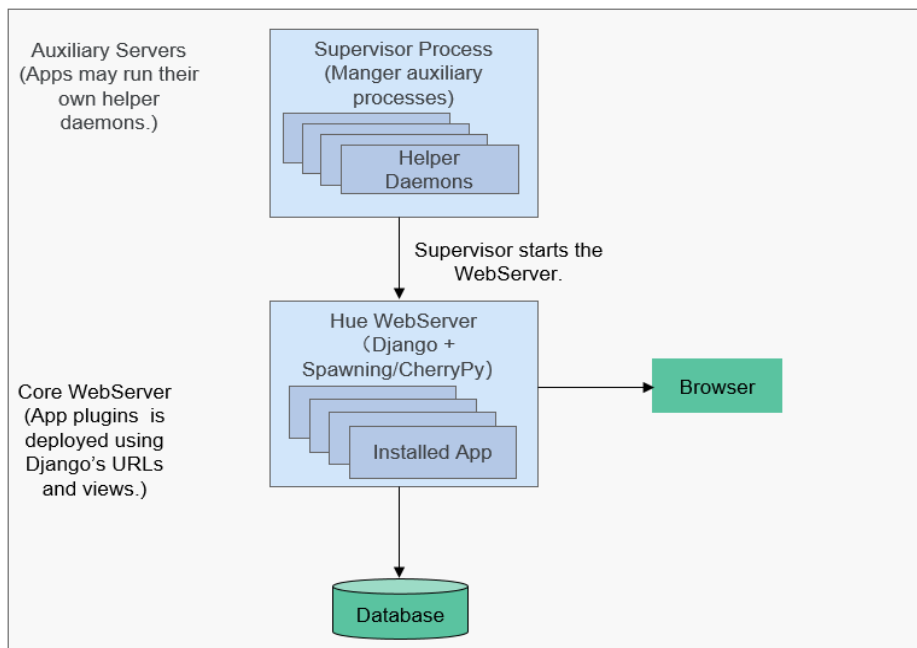 Auxiliary Servers
(Apps may run their
own helper
daemons.)
Supervisor Process
(Manger auxiliary
processes)
Helper
Daemons
Supervisor starts the
WebServer.
Hue WebServer
（Django +
Spawning/CherryPy）
Installed App
Browser
Core WebServer
(App plugins  is
deployed using
Django’s URLs
and views.)
Database